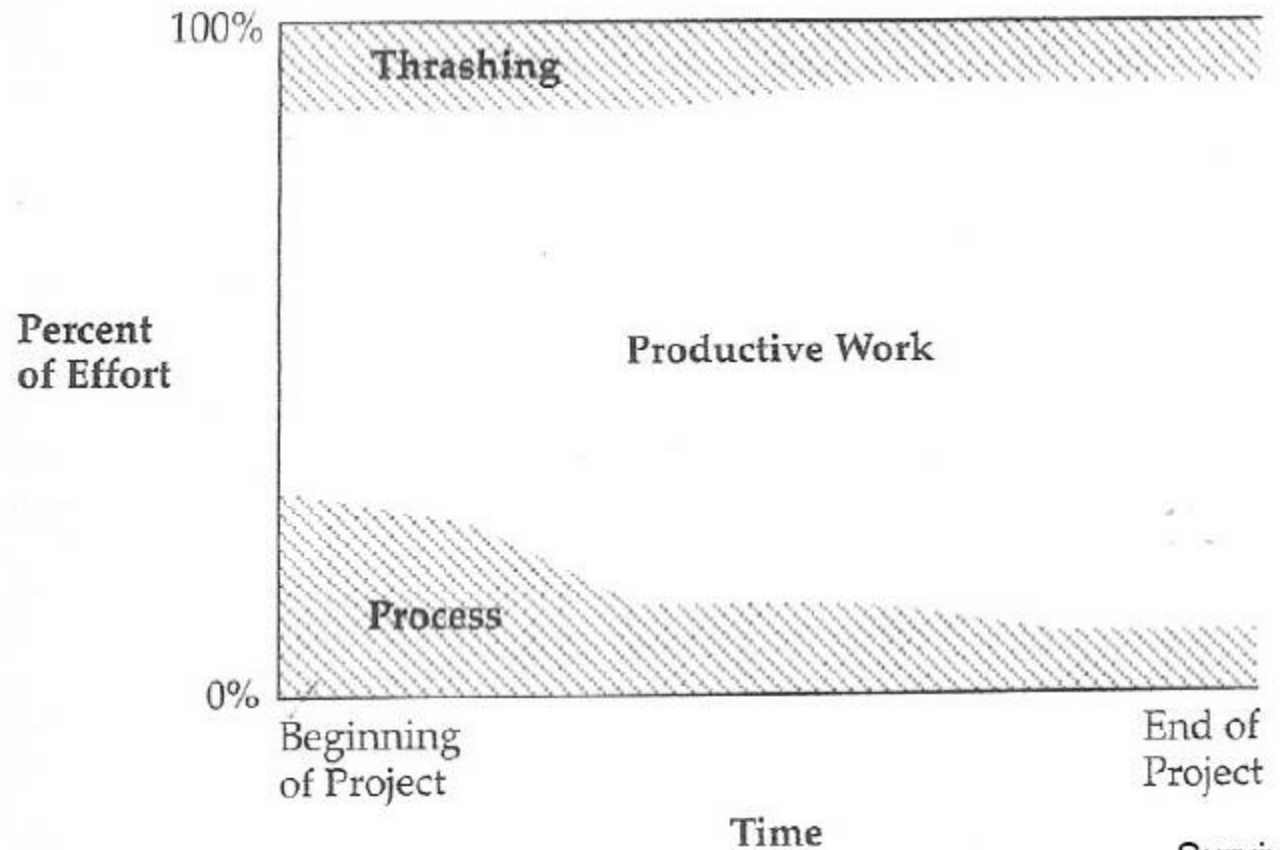 100%
Thrashing
Percent
of Effort
Productive Work
Process
0%
Beginning
of Project
End of
Project
Time